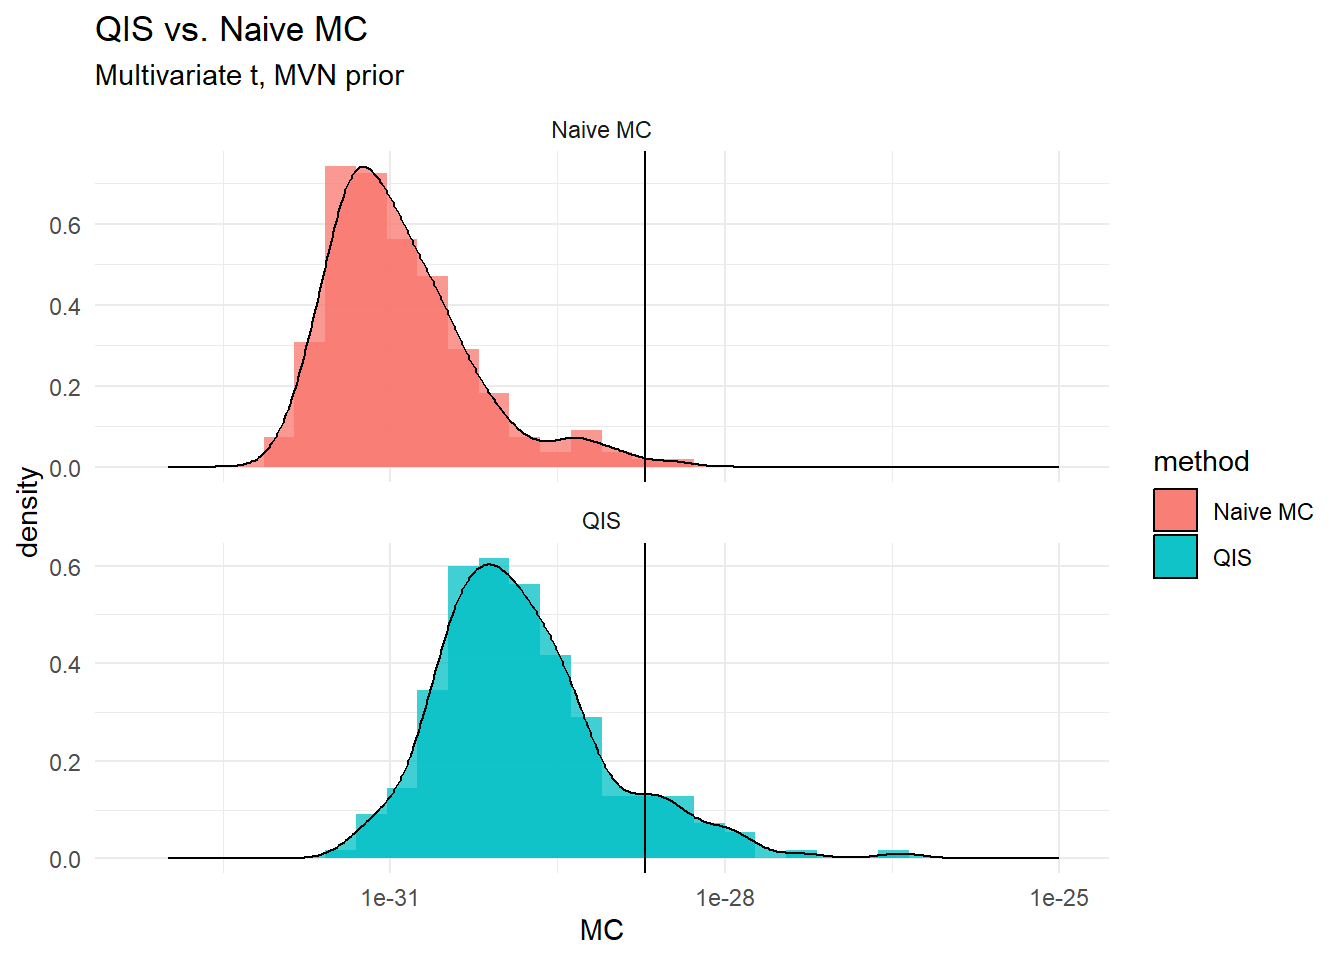 QIS vs. Naive MC
Multivariate t, MVN prior
Naive MC
0.6
0.4
0.2
0.0
QIS
0.6
0.4
0.2
0.0
1e-31
1e-28
1e-25
MC
density
method
Naive MC
QIS